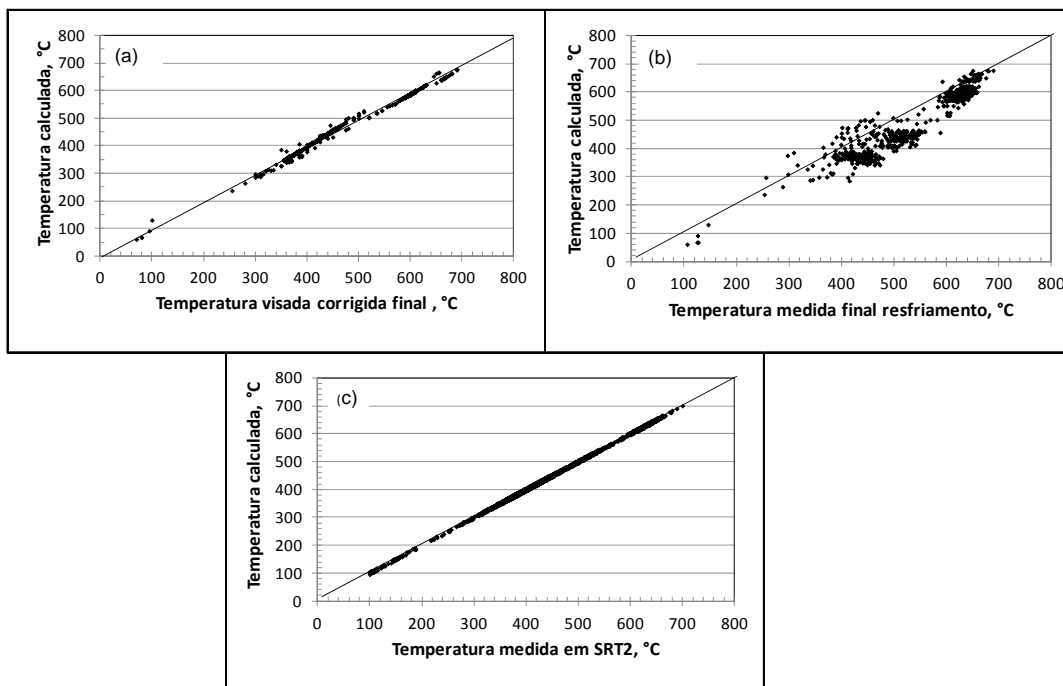 (a)
Temperatura calculada, °C
800
700
600
500
400
300
200
100
0
0 100 200 300 400 500 600 700 800
Temperatura visada corrigida final , °C
(b)
Temperatura calculada, °C
800
700
600
500
400
300
200
100
0
0 100 200 300 400 500 600 700 800
Temperatura medida final resfriamento, °C
(c)
Temperatura calculada, °C
800
700
600
500
400
300
200
100
0
0 100 200 300 400 500 600 700 800
Temperatura medida em SRT2, °C